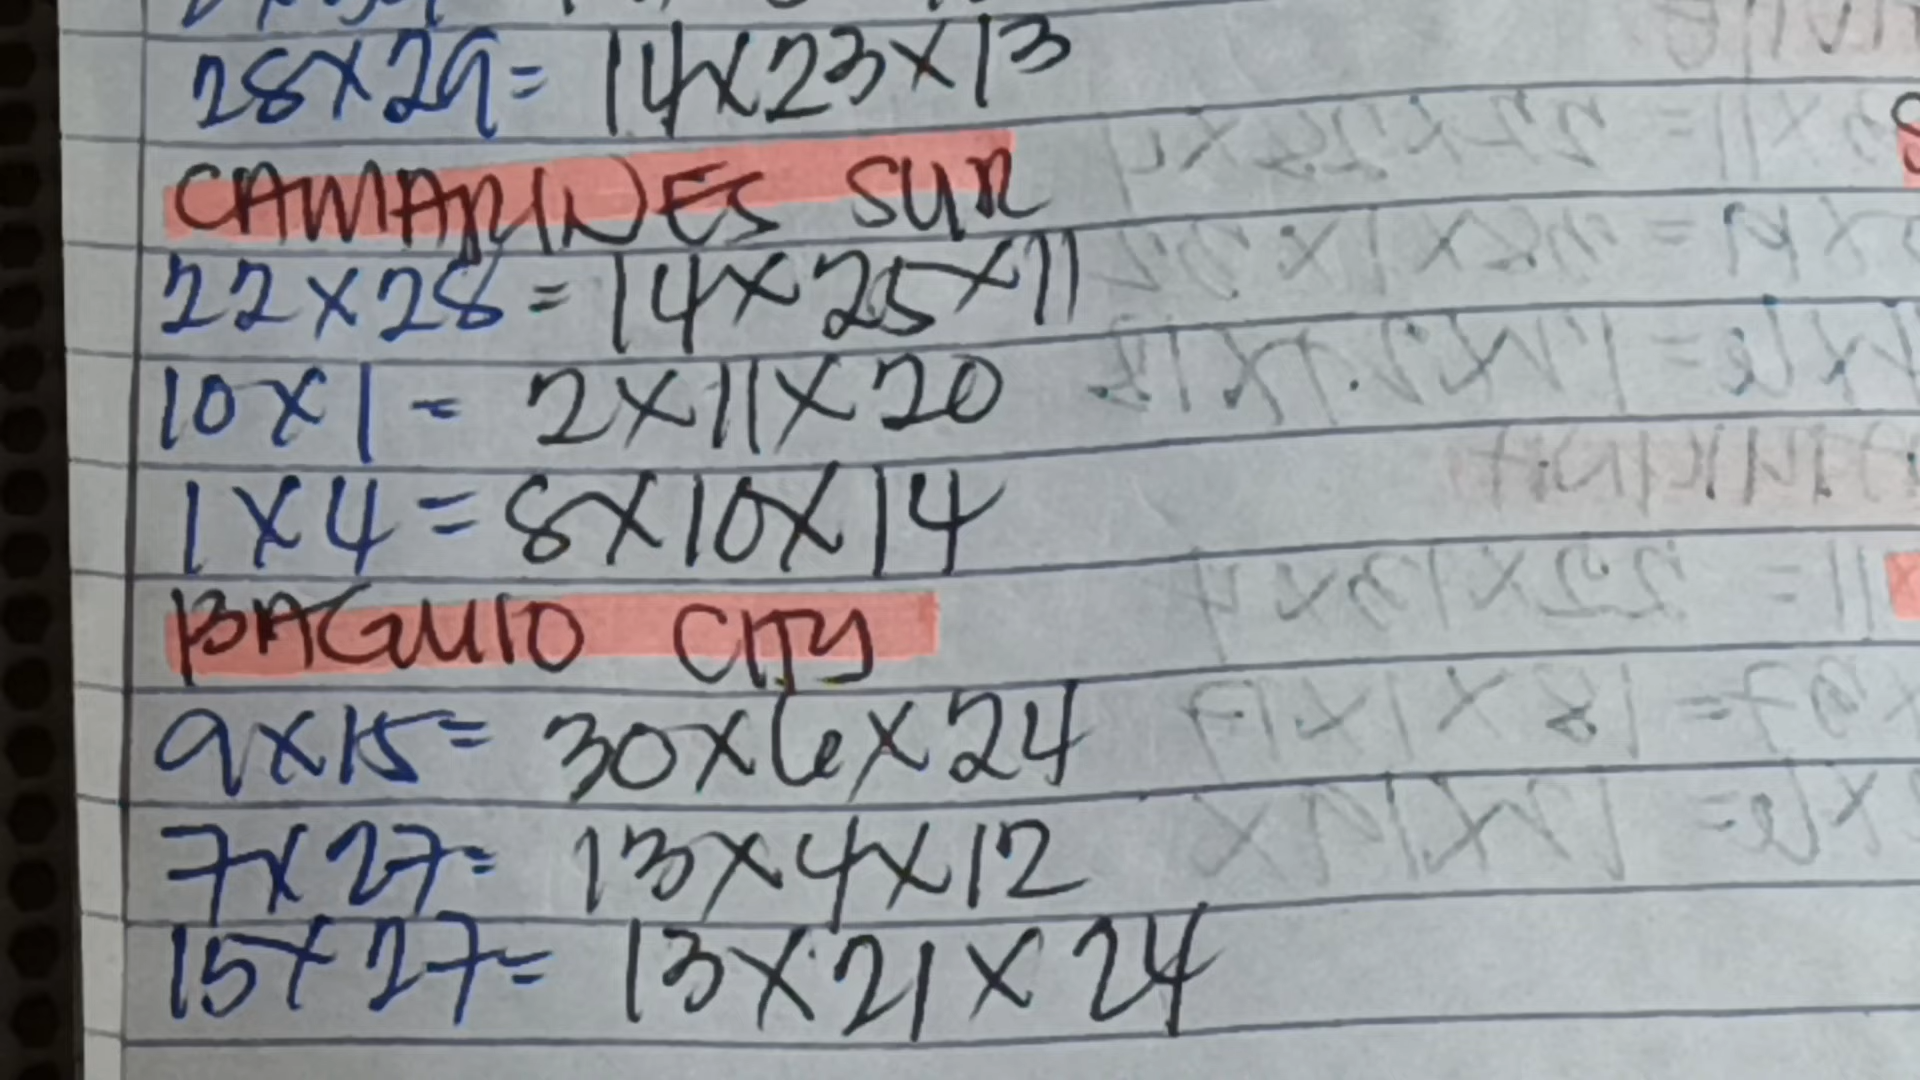 28×29= 14×23×13
CAMARINES SUR
22×28 = 14×25×11
10×1 = 2×11×20
1×4 = 8×10×14
BAGUIO CITY
9×15= 30×6×24
7×27= 13×4×12
15×27= 13×21×24